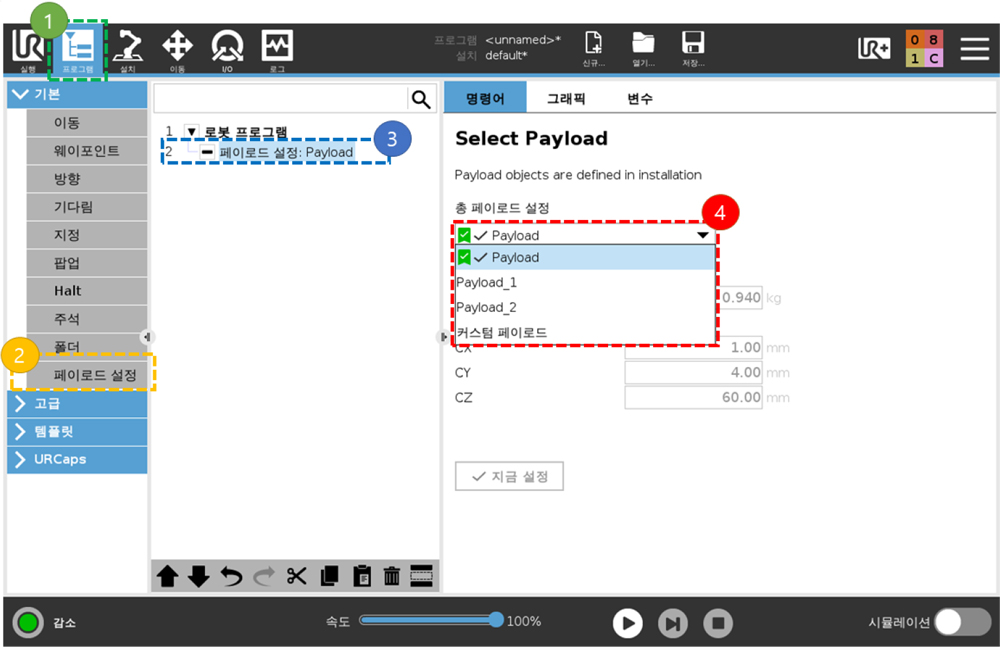 1
UR
실행
프로그램
설치
이동
I/O
로그
프로그램 <unnamed>*
설치 default*
신규...
열기...
저장...
UR+
0 8
1 C
기본
이동
웨이포인트
방향
기다림
지정
팝업
Halt
주석
폴더
2
페이로드 설정
고급
템플릿
URCaps
1 로봇 프로그램
2 페이로드 설정: Payload
3
명령어 그래픽 변수
Select Payload
Payload objects are defined in installation
총 페이로드 설정
4
Payload
Payload
Payload_1
Payload_2
커스텀 페이로드
0.940 kg
CX 1.00 mm
CY 4.00 mm
CZ 60.00 mm
지금 설정
감소
속도 100%
시뮬레이션